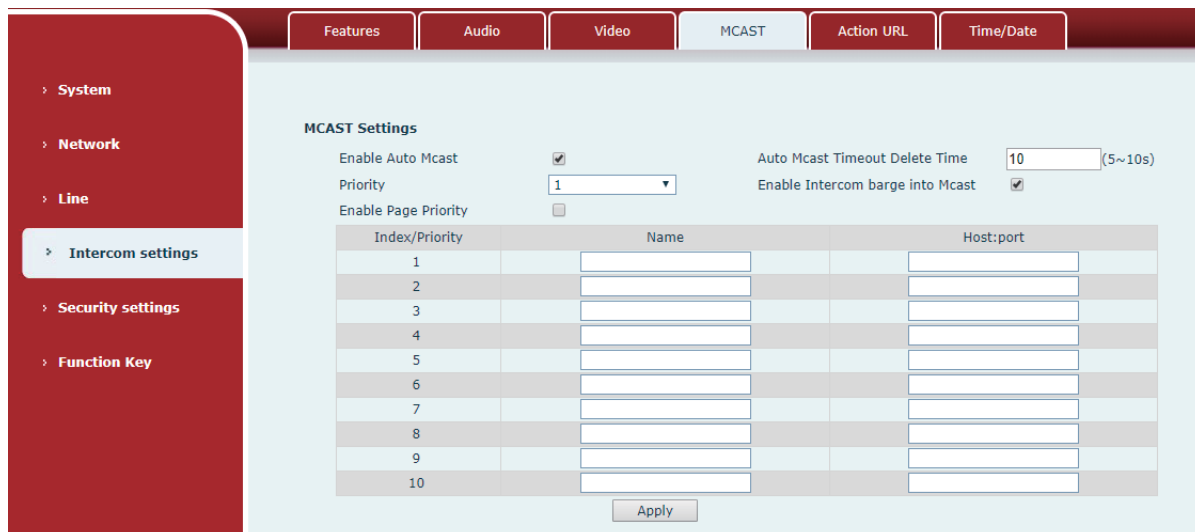 Features Audio Video MCAST Action URL Time/Date
› System
› Network
› Line
› Intercom settings
› Security settings
› Function Key
MCAST Settings
Enable Auto Mcast Auto Mcast Timeout Delete Time 10 (5~10s)
Priority 1 Enable Intercom barge into Mcast
Enable Page Priority
Index/Priority Name Host:port
1
2
3
4
5
6
7
8
9
10
Apply